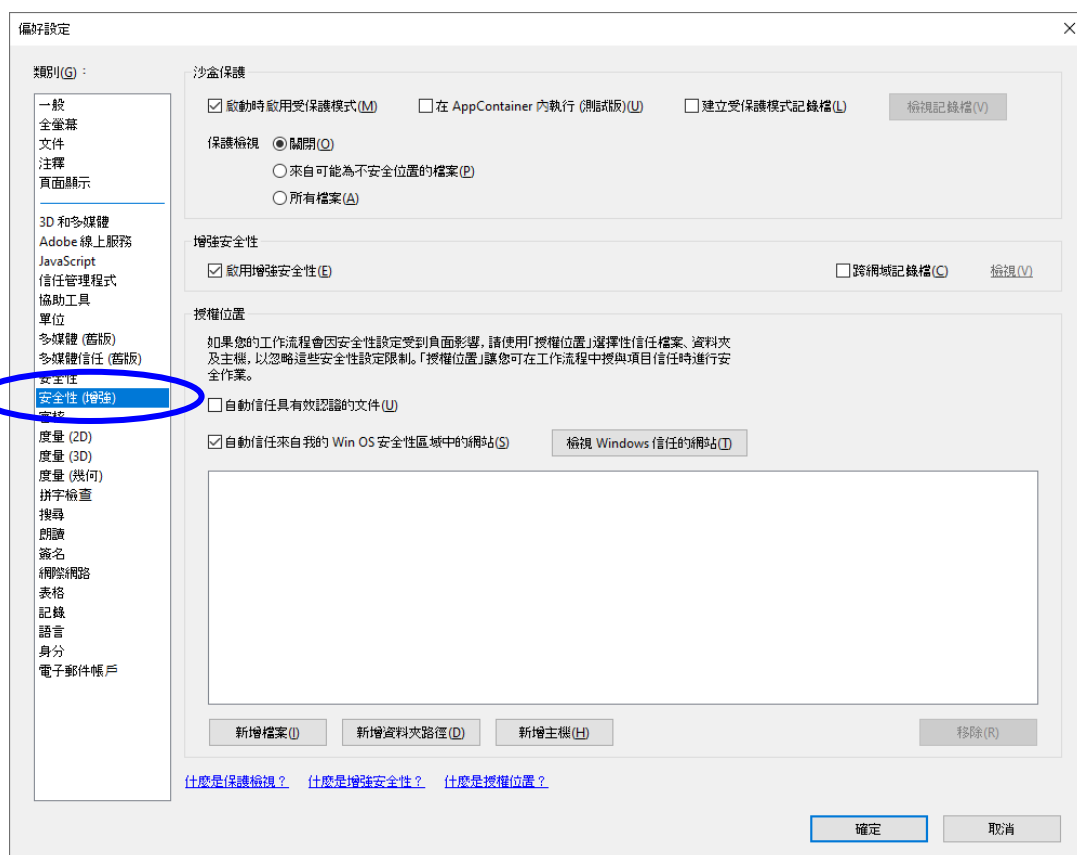 偏好設定
類別(G)：
一般
全螢幕
文件
注釋
頁面顯示
3D 和多媒體
Adobe 線上服務
JavaScript
信任管理程式
協助工具
單位
多媒體 (舊版)
多媒體信任 (舊版)
安全性
安全性 (增強)
審核
度量 (2D)
度量 (3D)
度量 (幾何)
拼字檢查
搜尋
朗讀
簽名
網際網路
表格
記錄
語言
身分
電子郵件帳戶
沙盒保護
啟動時啟用受保護模式(M) 在 AppContainer 內執行 (測試版)(U) 建立受保護模式記錄檔(L) 檢視記錄檔(V)
保護檢視 關閉(O)
來自可能為不安全位置的檔案(P)
所有檔案(A)
增強安全性
啟用增強安全性(E) 跨網域記錄檔(C) 檢視(V)
授權位置
如果您的工作流程會因安全性設定受到負面影響，請使用「授權位置」選擇性信任檔案、資料夾
及主機，以忽略這些安全性設定限制。「授權位置」讓您可在工作流程中授與項目信任時進行安
全作業。
自動信任具有效認證的文件(U)
自動信任來自我的 Win OS 安全性區域中的網站(S) 檢視 Windows 信任的網站(T)
新增檔案(I) 新增資料夾路徑(D) 新增主機(H) 移除(R)
什麼是保護檢視？ 什麼是增強安全性？ 什麼是授權位置？
確定 取消